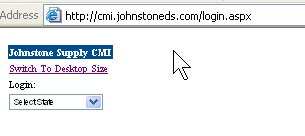 Address http://cmi.johnstoneds.com/login.aspx
Johnstone Supply CMI
Switch To Desktop Size
Login:
Select State